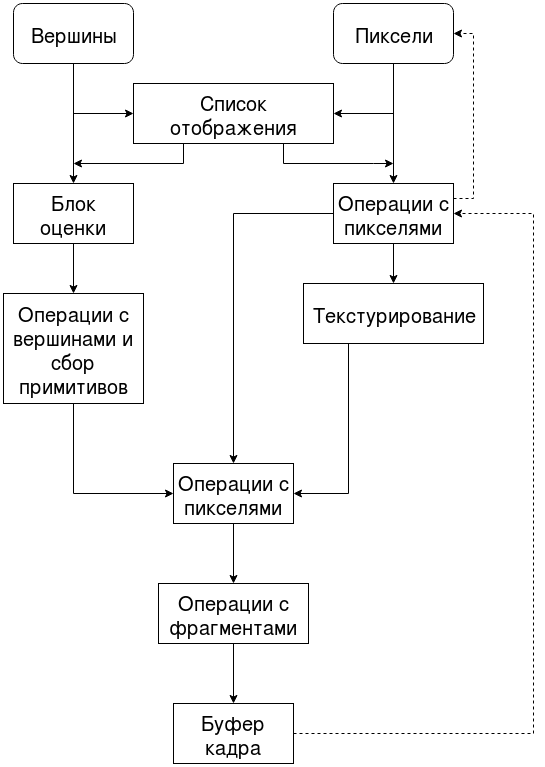 Вершины
Пиксели
Список
отображения
Блок
оценки
Операции с
пикселями
Операции с
вершинами и
сбор
примитивов
Текстурирование
Операции с
пикселями
Операции с
фрагментами
Буфер
кадра